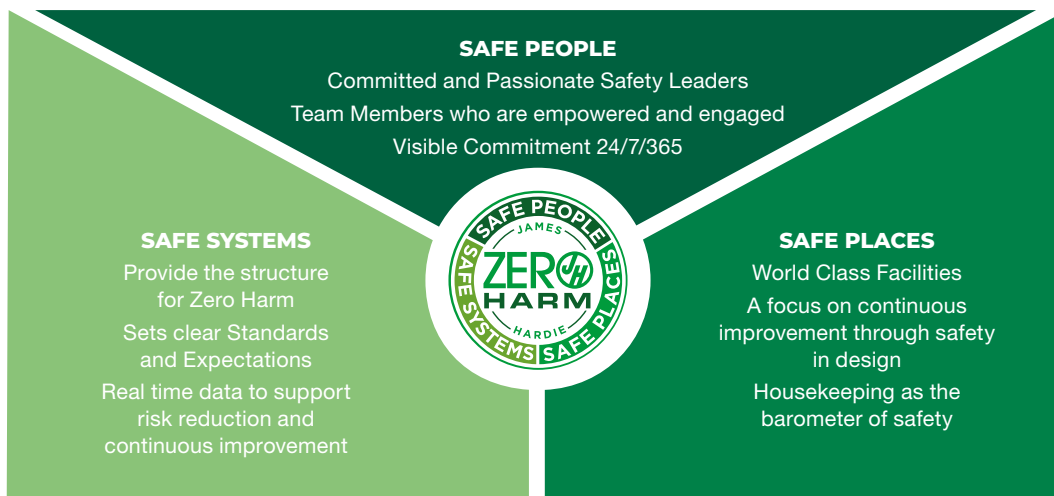 SAFE PEOPLE
Committed and Passionate Safety Leaders
Team Members who are empowered and engaged
Visible Commitment 24/7/365
SAFE SYSTEMS
Provide the structure
for Zero Harm
Sets clear Standards
and Expectations
Real time data to support
risk reduction and
continuous improvement
SAFE PEOPLE
SAFE PLACES
SAFE SYSTEMS
JAMES
ZERO
JH
HARM
HARDIE
SAFE PLACES
World Class Facilities
A focus on continuous
improvement through safety
in design
Housekeeping as the
barometer of safety